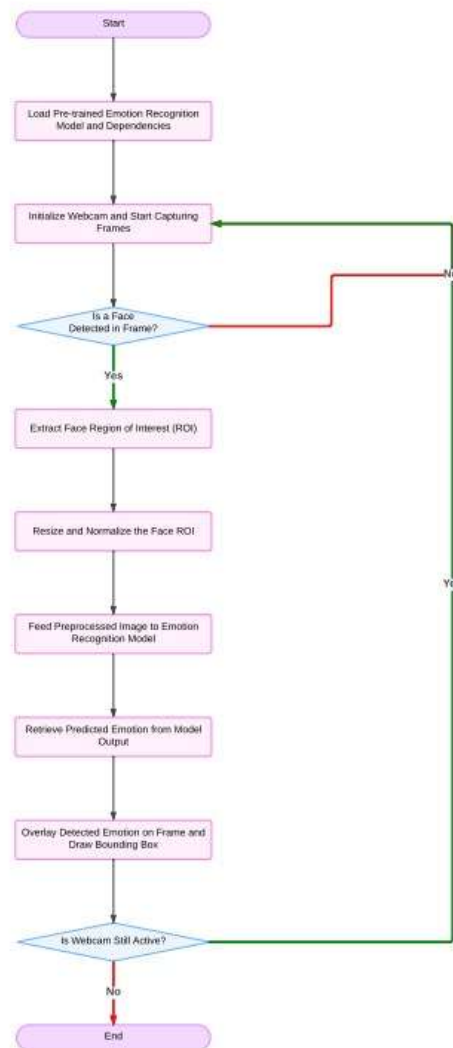 Start
Load Pre-trained Emotion Recognition
Model and Dependencies
Initialize Webcam and Start Capturing
Frames
No
Is a Face
Detected in Frame?
Yes
Extract Face Region of Interest (ROI)
Resize and Normalize the Face ROI
Ye
Feed Preprocessed Image to Emotion
Recognition Model
Retrieve Predicted Emotion from Model
Output
Overlay Detected Emotion on Frame and
Draw Bounding Box
Is Webcam Still Active?
No
End